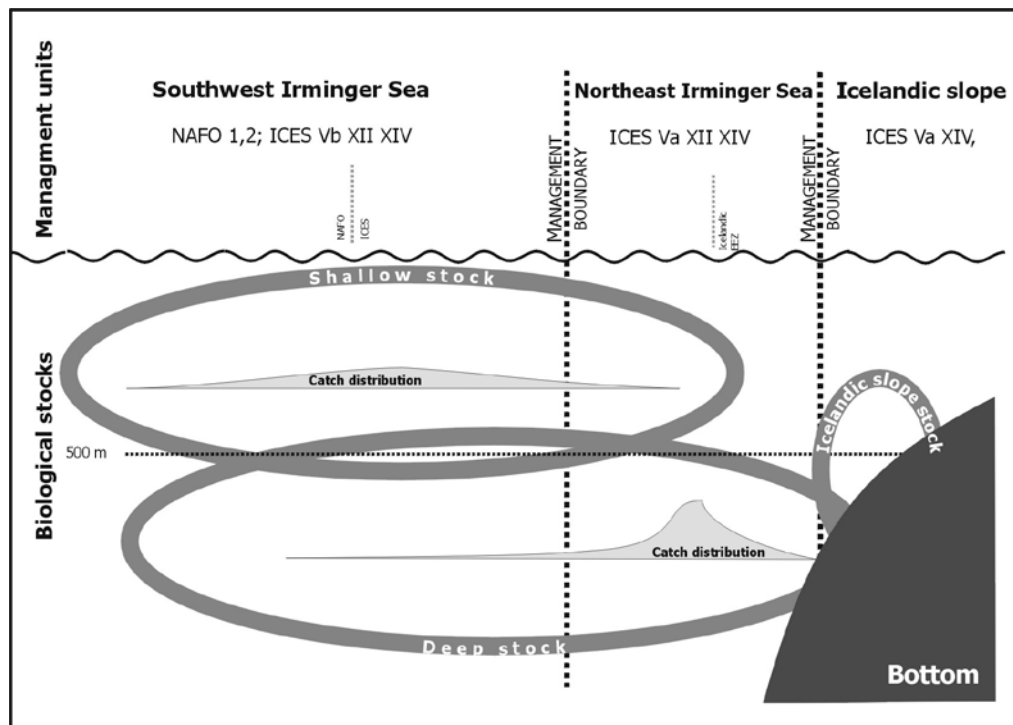 Managment units
Southwest Irminger Sea
NAFO 1,2; ICES Vb XII XIV
NAFO
ICES
MANAGEMENT
BOUNDARY
Northeast Irminger Sea
ICES Va XII XIV
Icelandic
EEZ
MANAGEMENT
BOUNDARY
Icelandic slope
ICES Va XIV,
Biological stocks
Shallow stock
Catch distribution
500 m
Icelandic slope stock
Catch distribution
Deep stock
Bottom